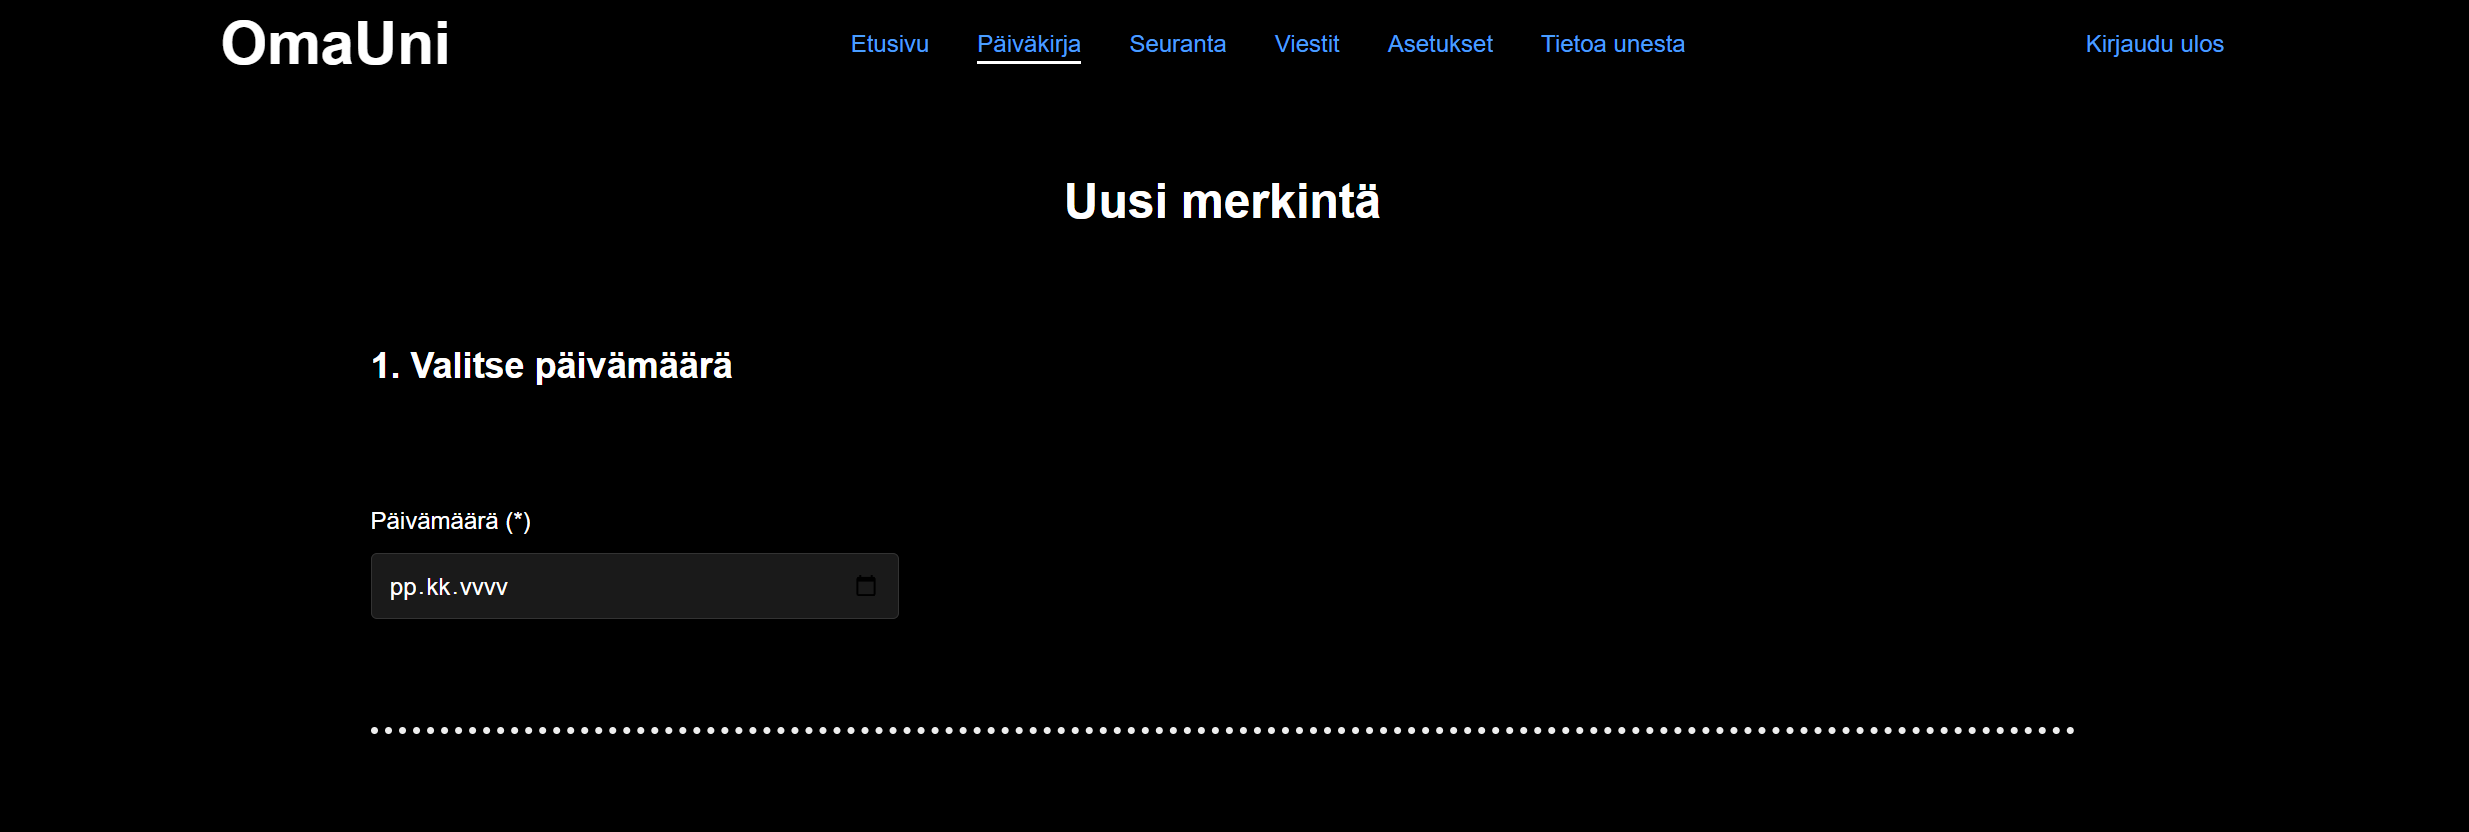 OmaUni
Etusivu Päiväkirja Seuranta Viestit Asetukset Tietoa unesta Kirjaudu ulos
Uusi merkintä
1. Valitse päivämäärä
Päivämäärä (*)
pp.kk.vvvv